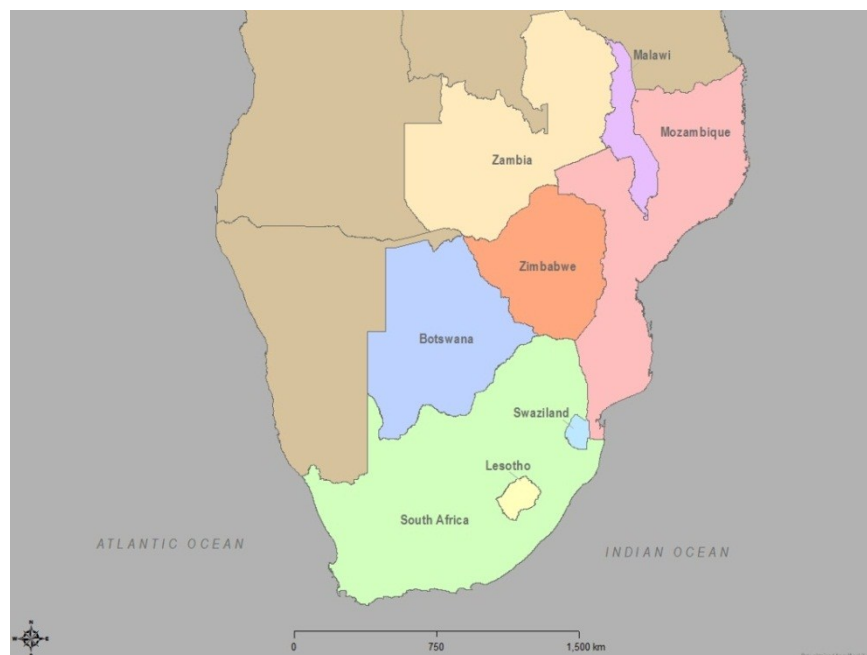 Malawi
Mozambique
Zambia
Zimbabwe
Botswana
Swaziland
Lesotho
South Africa
ATLANTIC OCEAN
INDIAN OCEAN
0 750 1,500 km